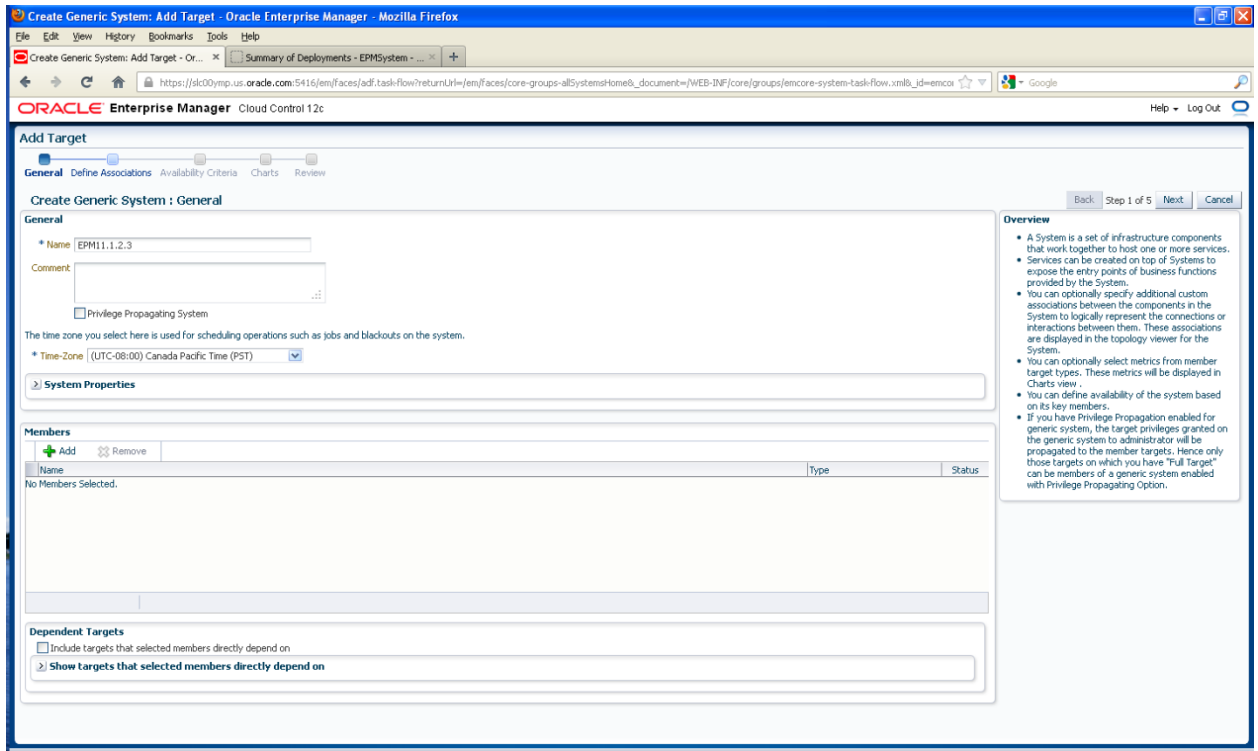 Create Generic System: Add Target - Oracle Enterprise Manager - Mozilla Firefox
File Edit View History Bookmarks Tools Help
Create Generic System: Add Target - Or... × Summary of Deployments - EPMSystem - ... × +
https://slc00ymp.us.oracle.com:5416/em/faces/adf.task-flow?returnUrl=/em/faces/core-groups-allSystemsHome&_document=/WEB-INF/core/groups/emcore-system-task-flow.xml&_id=emcor Google
ORACLE Enterprise Manager Cloud Control 12c Help Log Out
Add Target
General Define Associations Availability Criteria Charts Review
Create Generic System : General Back Step 1 of 5 Next Cancel
General
* Name EPM11.1.2.3
Comment
Privilege Propagating System
The time zone you select here is used for scheduling operations such as jobs and blackouts on the system.
* Time-Zone (UTC-08:00) Canada Pacific Time (PST)
System Properties
Members
Add Remove
Name Type Status
No Members Selected.
Dependent Targets
Include targets that selected members directly depend on
Show targets that selected members directly depend on
Overview
• A System is a set of infrastructure components
that work together to host one or more services.
• Services can be created on top of Systems to
expose the entry points of business functions
provided by the System.
• You can optionally specify additional custom
associations between the components in the
System to logically represent the connections or
interactions between them. These associations
are displayed in the topology viewer for the
System.
• You can optionally select metrics from member
target types. These metrics will be displayed in
Charts view .
• You can define availability of the system based
on its key members.
• If you have Privilege Propagation enabled for
generic system, the target privileges granted on
the generic system to administrator will be
propagated to the member targets. Hence only
those targets on which you have "Full Target"
can be members of a generic system enabled
with Privilege Propagating Option.